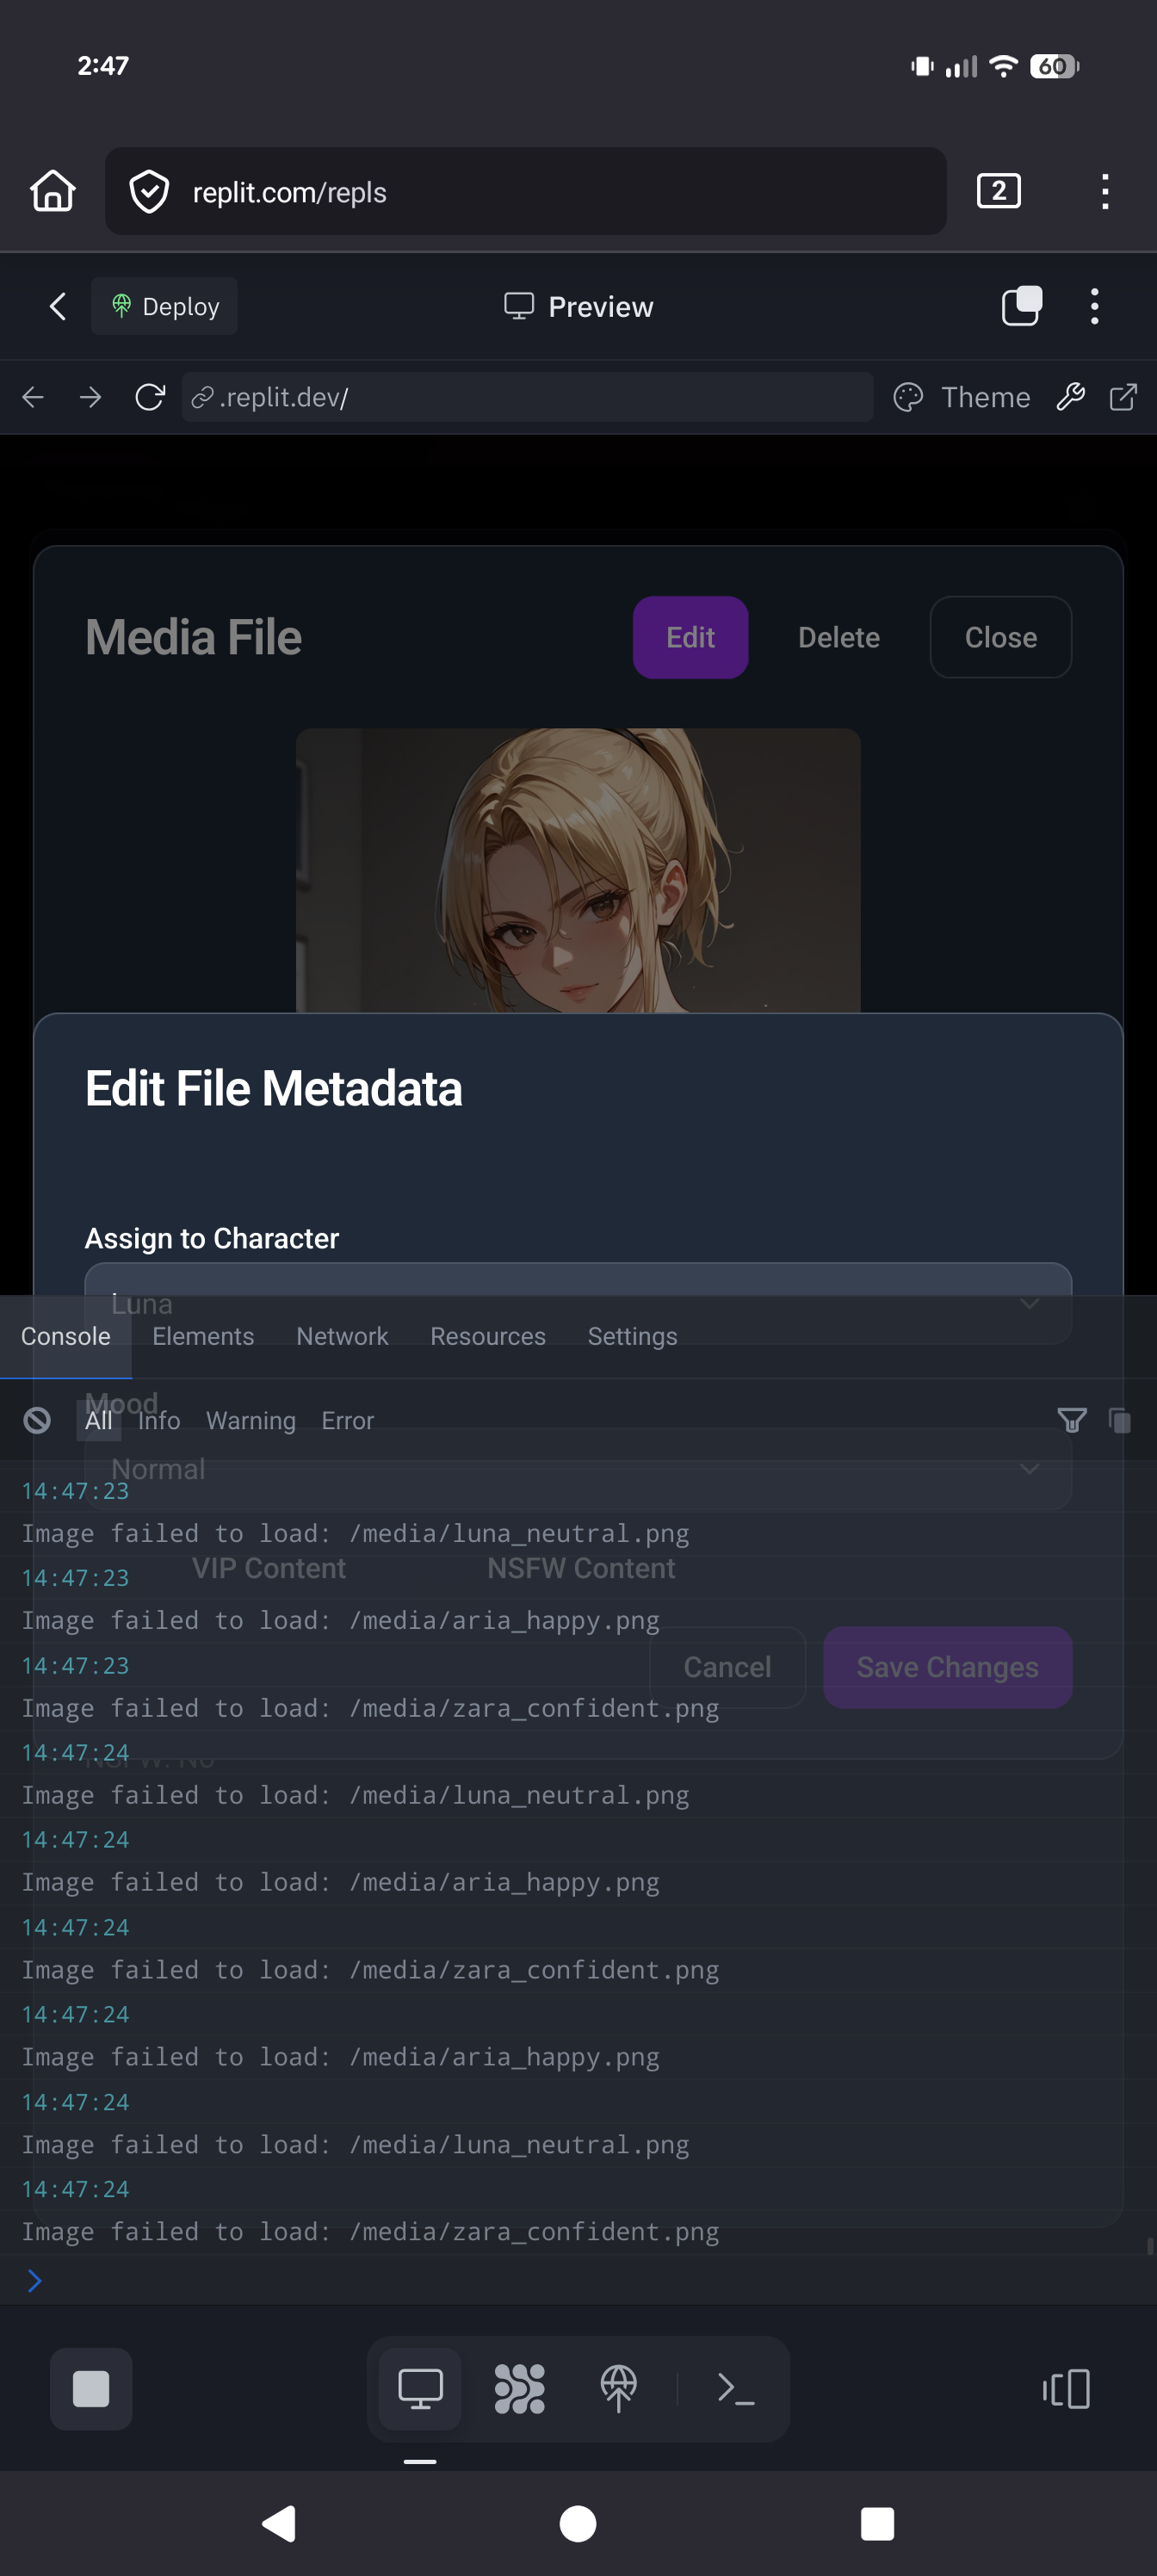 2:47
60
replit.com/repls
2
Deploy
Preview
.replit.dev/
Theme
Media File
Edit
Delete
Close
Edit File Metadata
Assign to Character
Luna
Console
Elements
Network
Resources
Settings
Mood
All
Info
Warning
Error
Normal
14:47:23
Image failed to load: /media/luna_neutral.png
VIP Content
NSFW Content
14:47:23
Image failed to load: /media/aria_happy.png
14:47:23
Cancel
Save Changes
Image failed to load: /media/zara_confident.png
14:47:24
NSFW: No
Image failed to load: /media/luna_neutral.png
14:47:24
Image failed to load: /media/aria_happy.png
14:47:24
Image failed to load: /media/zara_confident.png
14:47:24
Image failed to load: /media/aria_happy.png
14:47:24
Image failed to load: /media/luna_neutral.png
14:47:24
Image failed to load: /media/zara_confident.png